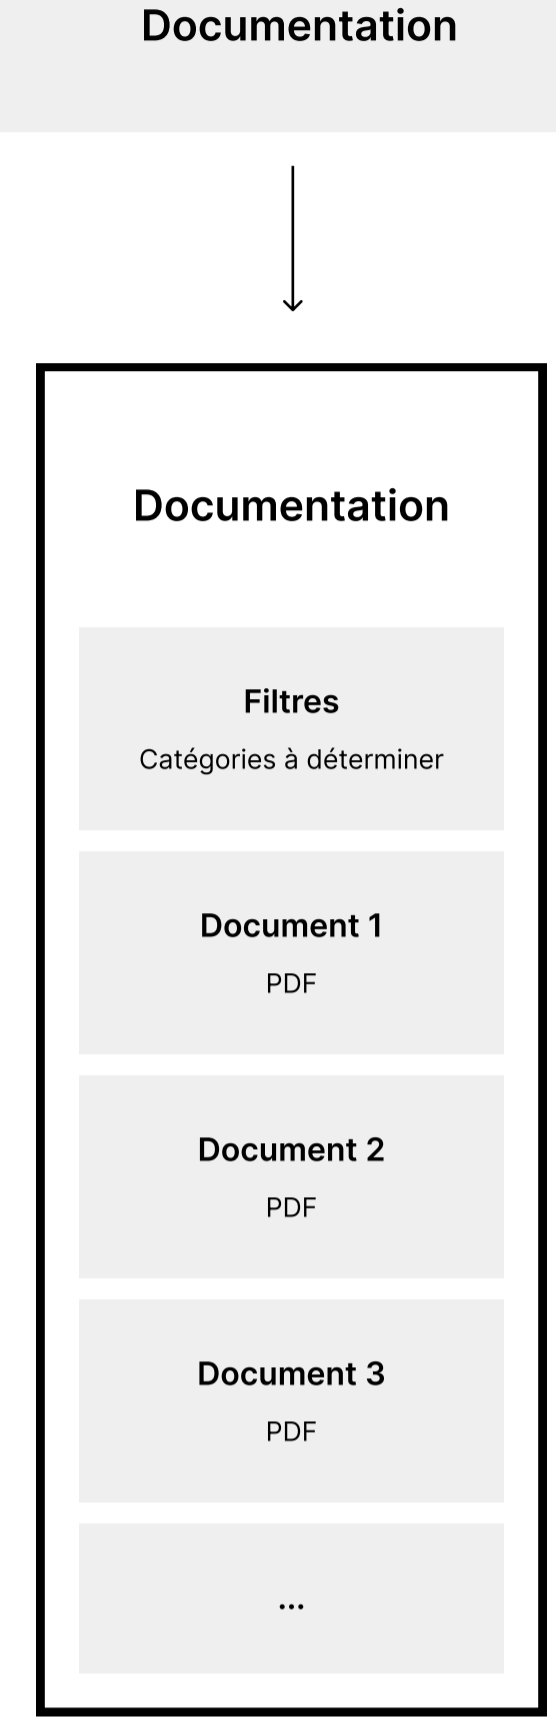 Documentation
Documentation
Filtres
Catégories à déterminer
Document 1
PDF
Document 2
PDF
Document 3
PDF
...